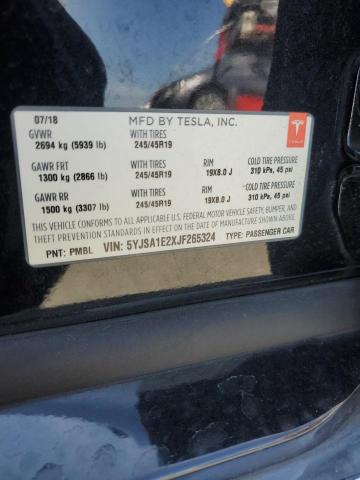 07/18 MFD BY TESLA, INC.
GVWR WITH TIRES
2694 kg (5939 lb) 245/45R19
GAWR FRT WITH TIRES RIM COLD TIRE PRESSURE
1300 kg (2866 lb) 245/45R19 19X8.0 J 310 kPa, 45 psi
GAWR RR WITH TIRES RIM COLD TIRE PRESSURE
1500 kg (3307 lb) 245/45R19 19X8.0 J 310 kPa, 45 psi
THIS VEHICLE CONFORMS TO ALL APPLICABLE U.S. FEDERAL MOTOR VEHICLE SAFETY, BUMPER, AND
THEFT PREVENTION STANDARDS IN EFFECT ON THE DATE OF MANUFACTURE SHOWN ABOVE.
PNT: PMBL VIN: 5YJSA1E2XJF265324 TYPE: PASSENGER CAR
TESLA